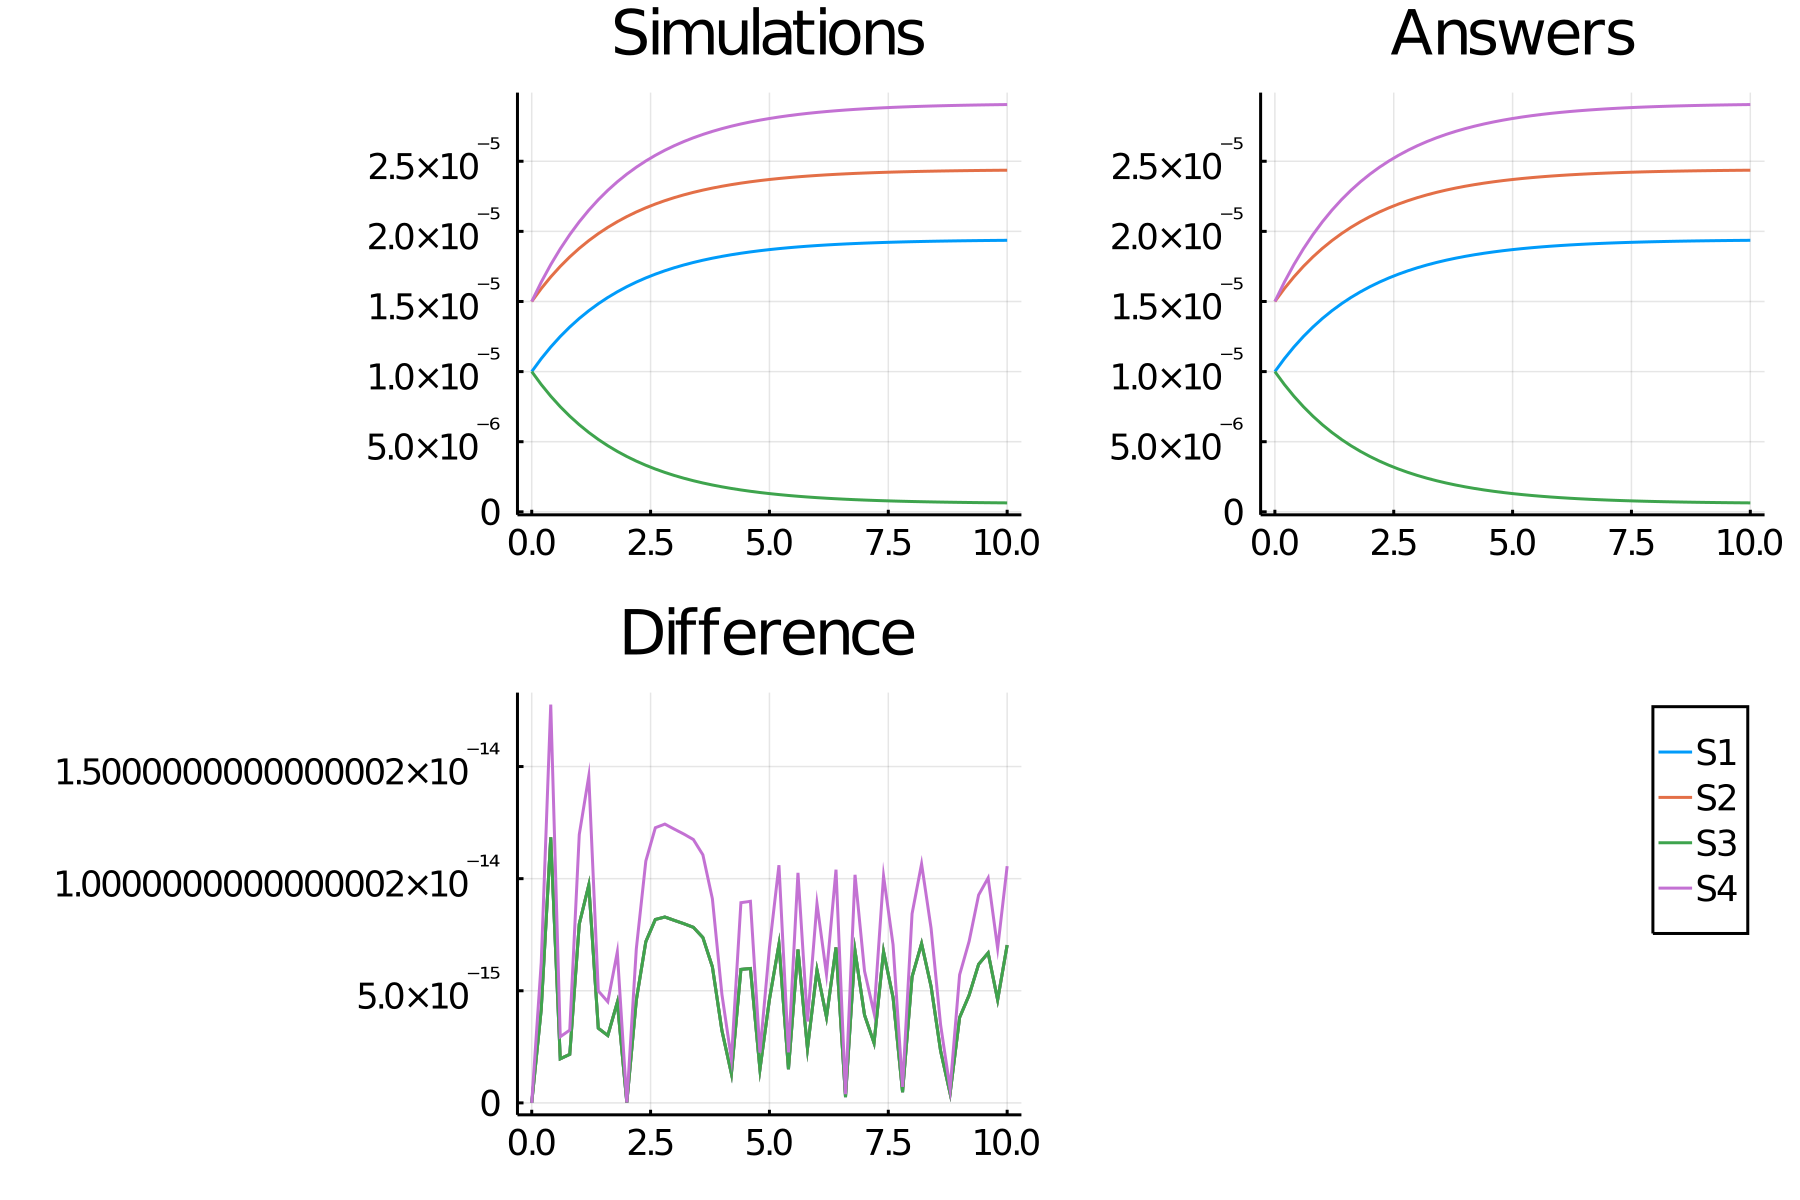 Simulations
Answers
2.5×10⁻⁵
2.0×10⁻⁵
1.5×10⁻⁵
1.0×10⁻⁵
5.0×10⁻⁶
0
0.0 2.5 5.0 7.5 10.0
2.5×10⁻⁵
2.0×10⁻⁵
1.5×10⁻⁵
1.0×10⁻⁵
5.0×10⁻⁶
0
0.0 2.5 5.0 7.5 10.0
Difference
1.5000000000000002×10⁻¹⁴
1.0000000000000002×10⁻¹⁴
5.0×10⁻¹⁵
0
0.0 2.5 5.0 7.5 10.0
S1
S2
S3
S4